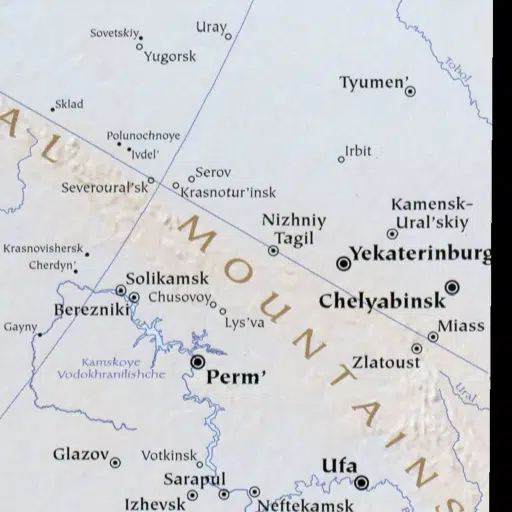 Sovetskiy
Uray
Yugorsk
Tobol
Tyumen'
Sklad
Polunochnoye
Ivdel'
Irbit
Serov
Severoural'sk
Krasnotur'insk
AL MOUNTAINS
Kamensk-
Ural'skiy
Nizhniy
Tagil
Krasnovishersk
Cherdyn'
Yekaterinburg
Solikamsk
Chusovoy
Chelyabinsk
Berezniki
Lys'va
Gayny
Miass
Kamskoye
Vodokhranilishche
Zlatoust
Perm'
Ural
Glazov
Votkinsk
Ufa
Sarapul
Izhevsk
Neftekamsk